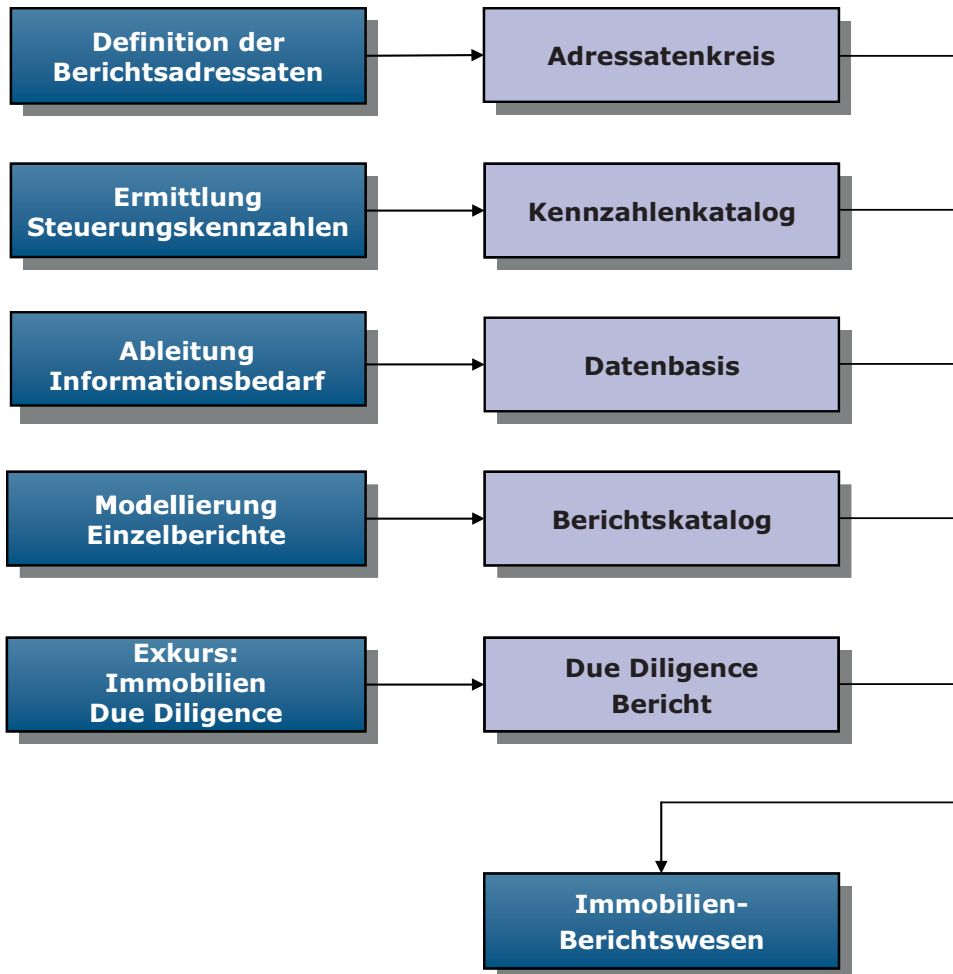 Definition der
Berichtsadressaten
Adressatenkreis
Ermittlung
Steuerungskennzahlen
Kennzahlenkatalog
Ableitung
Informationsbedarf
Datenbasis
Modellierung
Einzelberichte
Berichtskatalog
Exkurs:
Immobilien
Due Diligence
Due Diligence
Bericht
Immobilien-
Berichtswesen